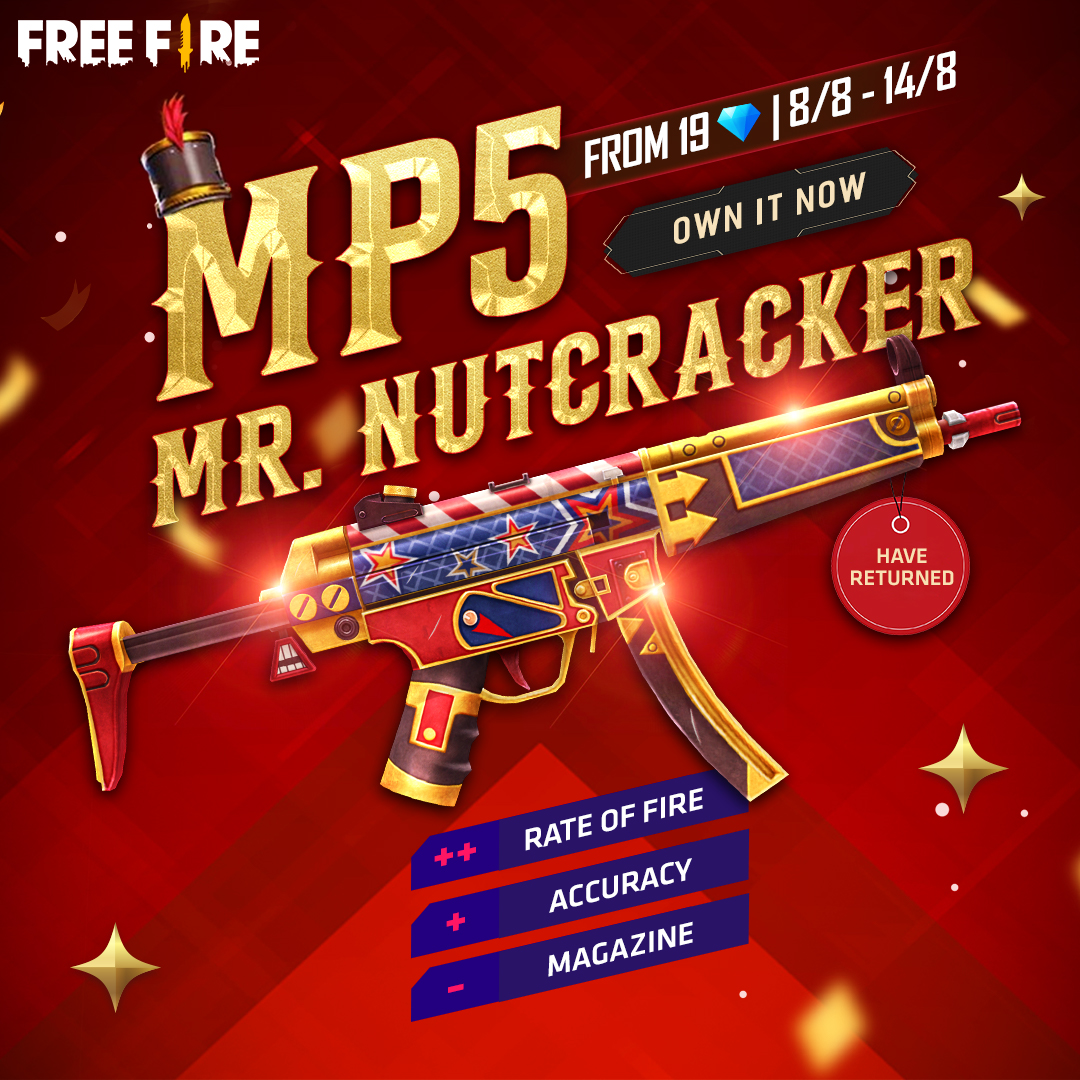 FREE FIRE
MP5
FROM 19 💎 | 8/8 - 14/8
OWN IT NOW
MR. NUTCRACKER
HAVE
RETURNED
++ RATE OF FIRE
+ ACCURACY
- MAGAZINE